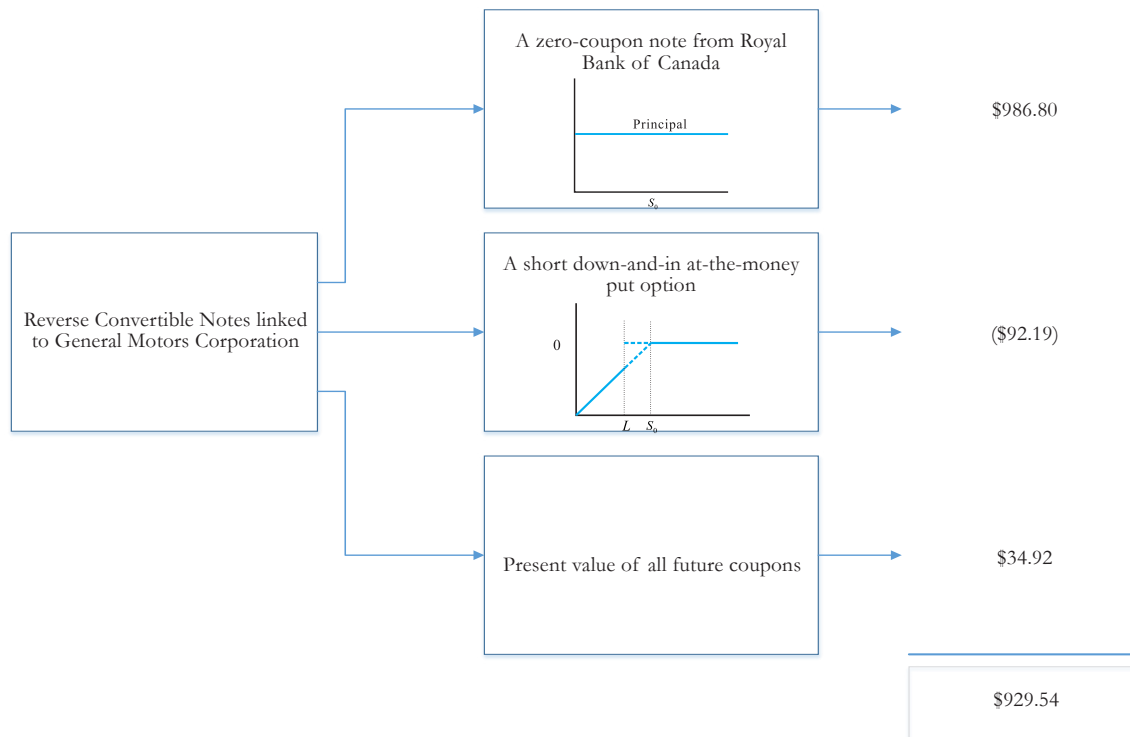 A zero-coupon note from Royal
Bank of Canada
Principal
S₀
$986.80
A short down-and-in at-the-money
put option
0
L S₀
($92.19)
Reverse Convertible Notes linked
to General Motors Corporation
Present value of all future coupons
$34.92
$929.54